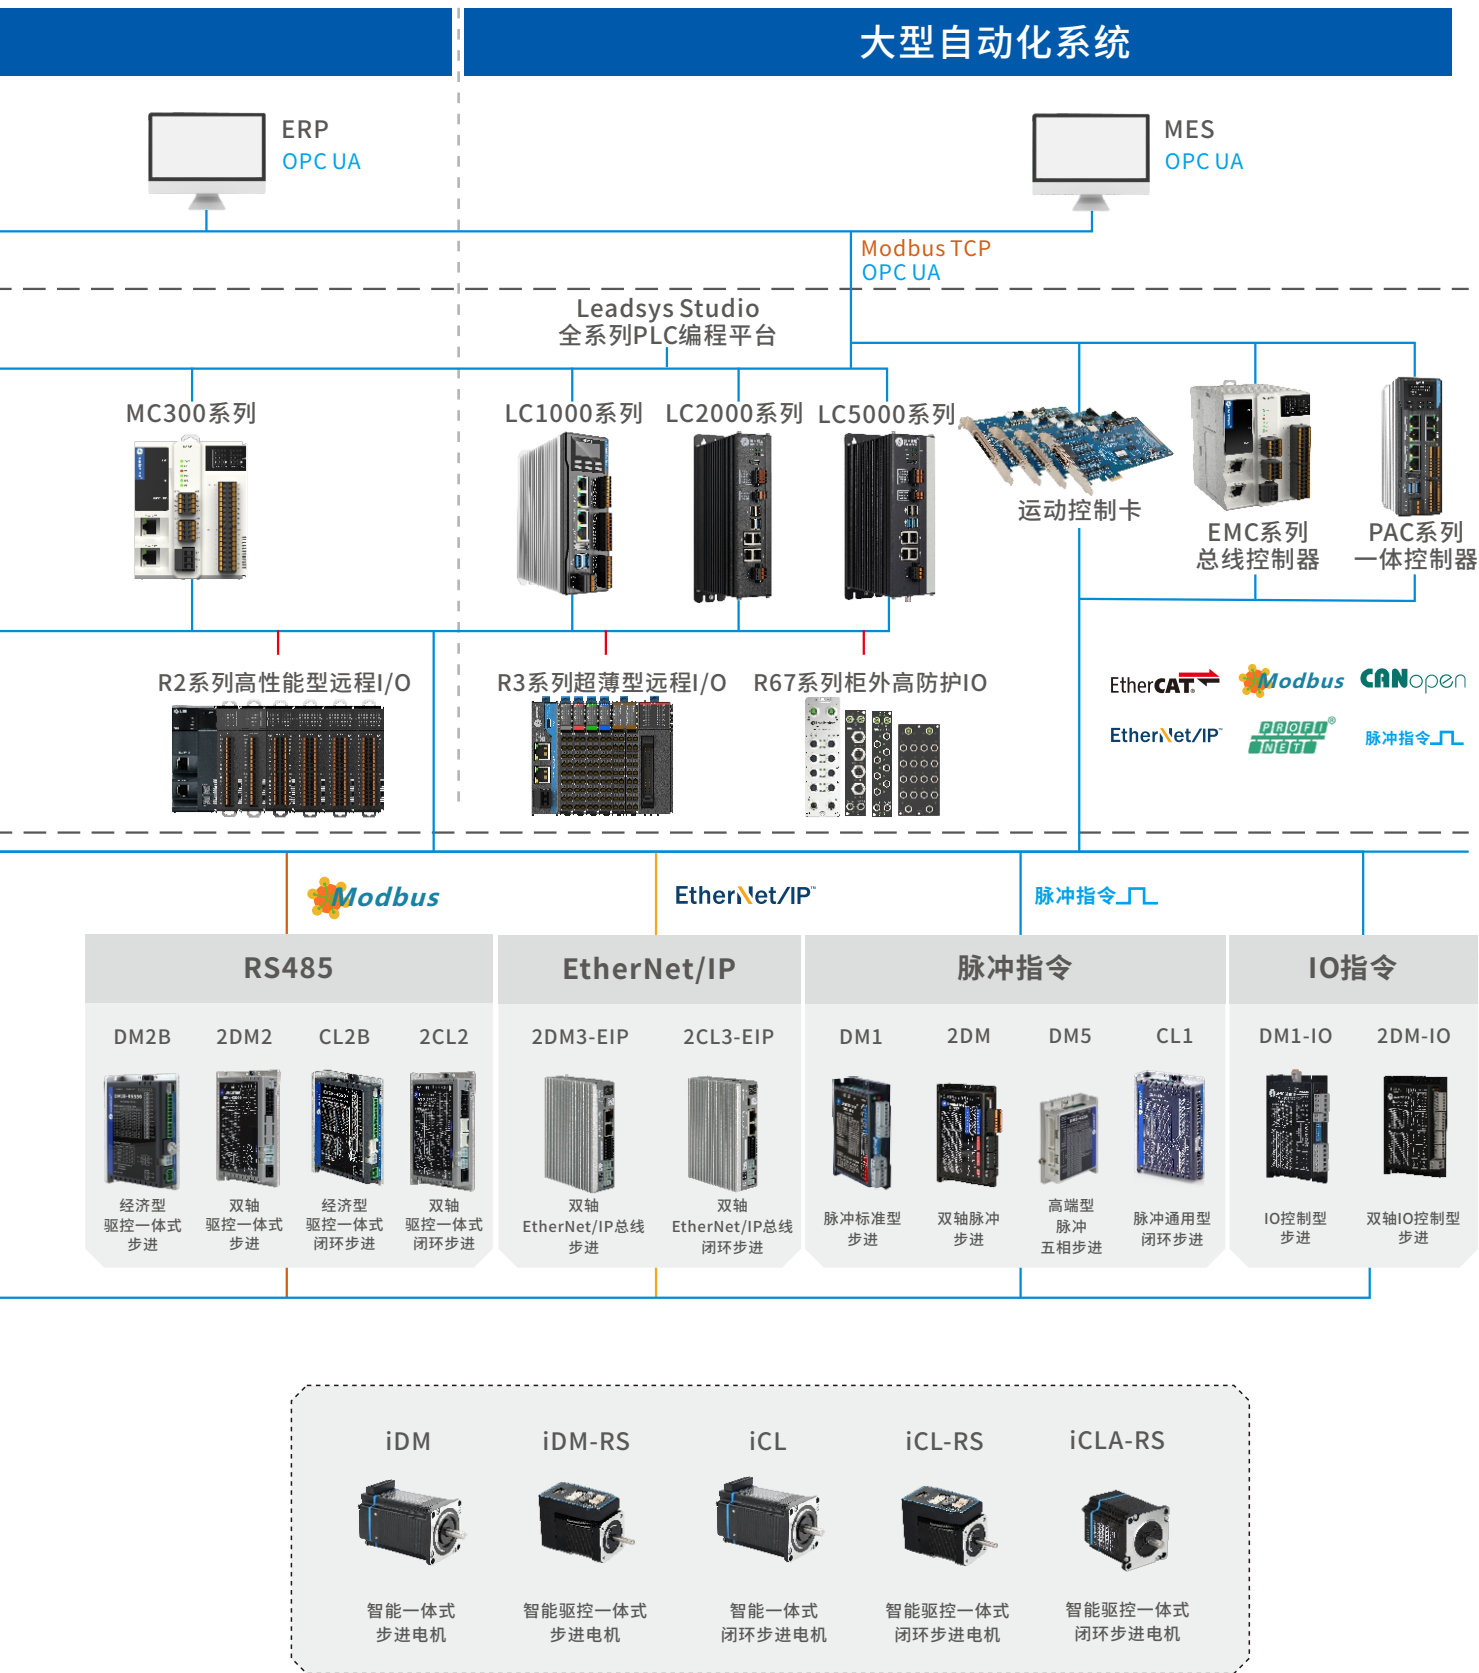 大型自动化系统
ERP
OPC UA
MES
OPC UA
Modbus TCP
OPC UA
Leadsys Studio
全系列PLC编程平台
MC300系列
LC1000系列
LC2000系列
LC5000系列
运动控制卡
EMC系列
总线控制器
PAC系列
一体控制器
R2系列高性能型远程I/O
R3系列超薄型远程I/O
R67系列柜外高防护IO
EtherCAT®
Modbus
CANopen
EtherNet/IP™
PROFI®
NET
脉冲指令
Modbus
EtherNet/IP™
脉冲指令
RS485
EtherNet/IP
脉冲指令
IO指令
DM2B
2DM2
CL2B
2CL2
2DM3-EIP
2CL3-EIP
DM1
2DM
DM5
CL1
DM1-IO
2DM-IO
经济型
驱控一体式
步进
双轴
驱控一体式
步进
经济型
驱控一体式
闭环步进
双轴
驱控一体式
闭环步进
双轴
EtherNet/IP总线
步进
双轴
EtherNet/IP总线
闭环步进
脉冲标准型
步进
双轴脉冲
步进
高端型
脉冲
五相步进
脉冲通用型
闭环步进
IO控制型
步进
双轴IO控制型
步进
iDM
iDM-RS
iCL
iCL-RS
iCLA-RS
智能一体式
步进电机
智能驱控一体式
步进电机
智能一体式
闭环步进电机
智能驱控一体式
闭环步进电机
智能驱控一体式
闭环步进电机